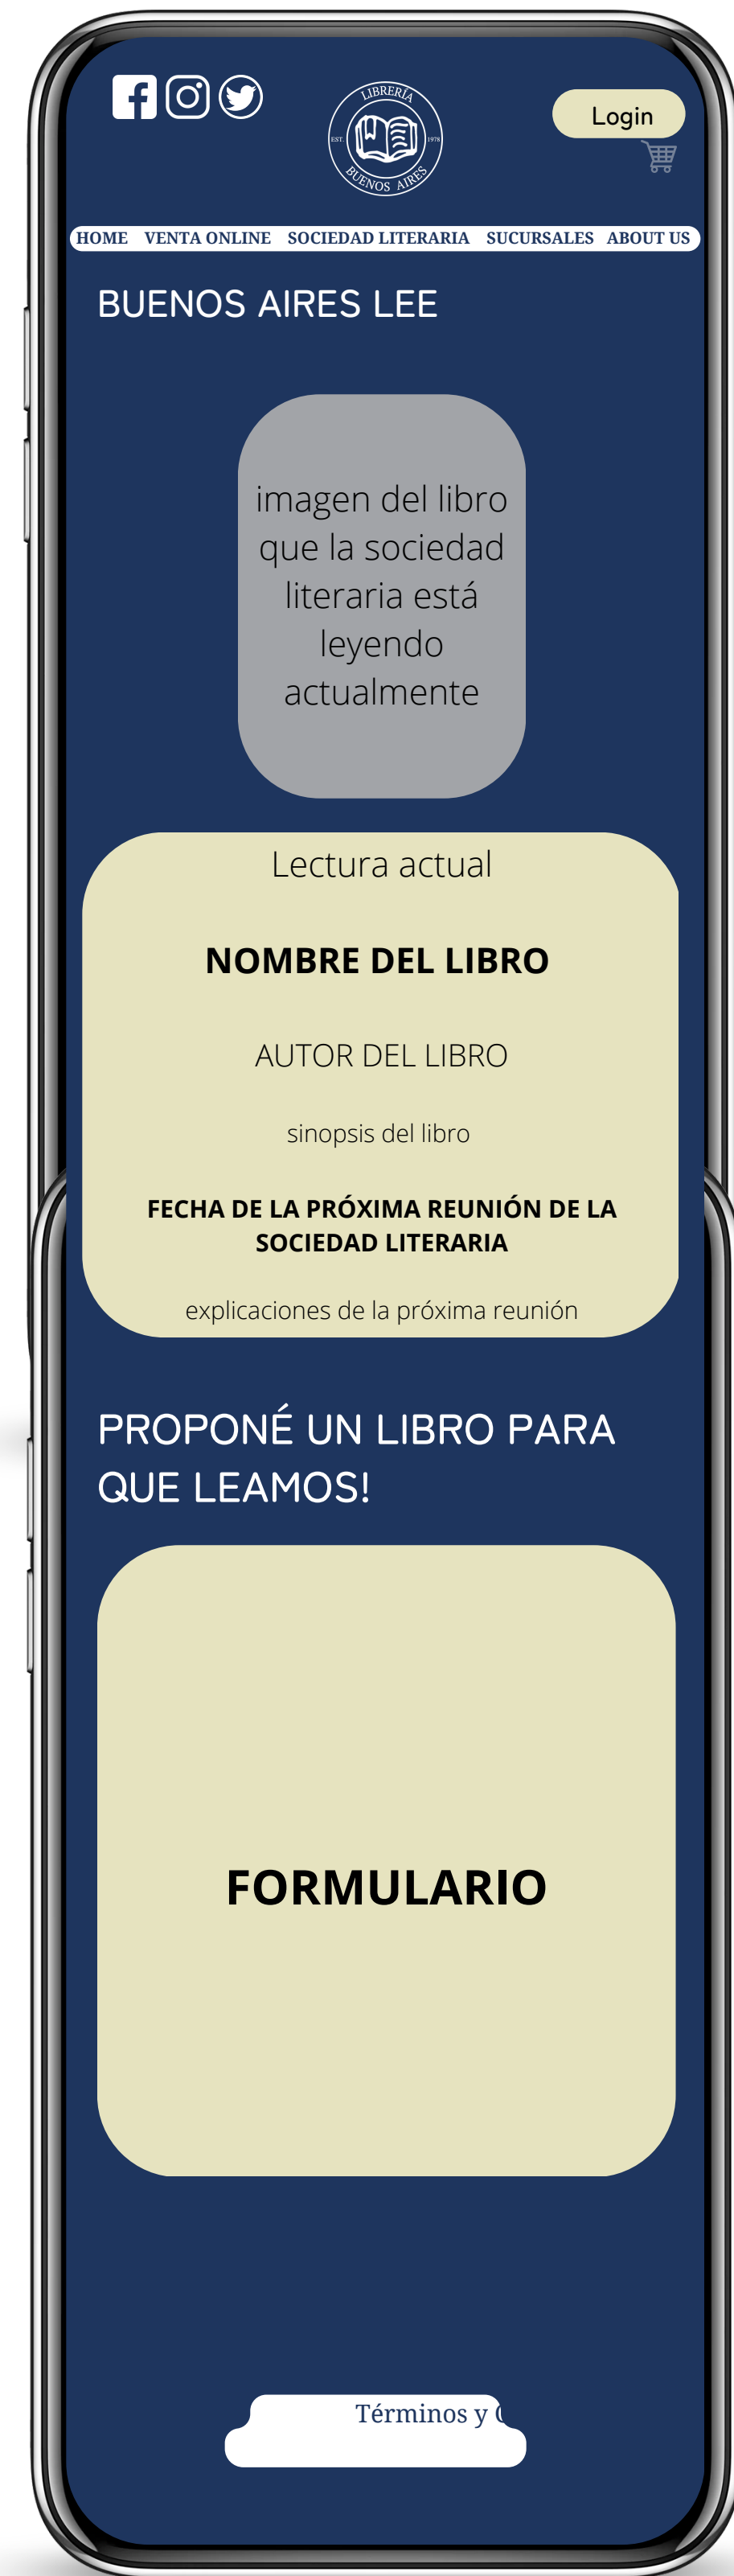 LIBRERÍA
EST. 1978
BUENOS AIRES
Login
HOME VENTA ONLINE SOCIEDAD LITERARIA SUCURSALES ABOUT US
BUENOS AIRES LEE
imagen del libro
que la sociedad
literaria está
leyendo
actualmente
Lectura actual
NOMBRE DEL LIBRO
AUTOR DEL LIBRO
sinopsis del libro
FECHA DE LA PRÓXIMA REUNIÓN DE LA
SOCIEDAD LITERARIA
explicaciones de la próxima reunión
PROPONÉ UN LIBRO PARA
QUE LEAMOS!
FORMULARIO
Términos y